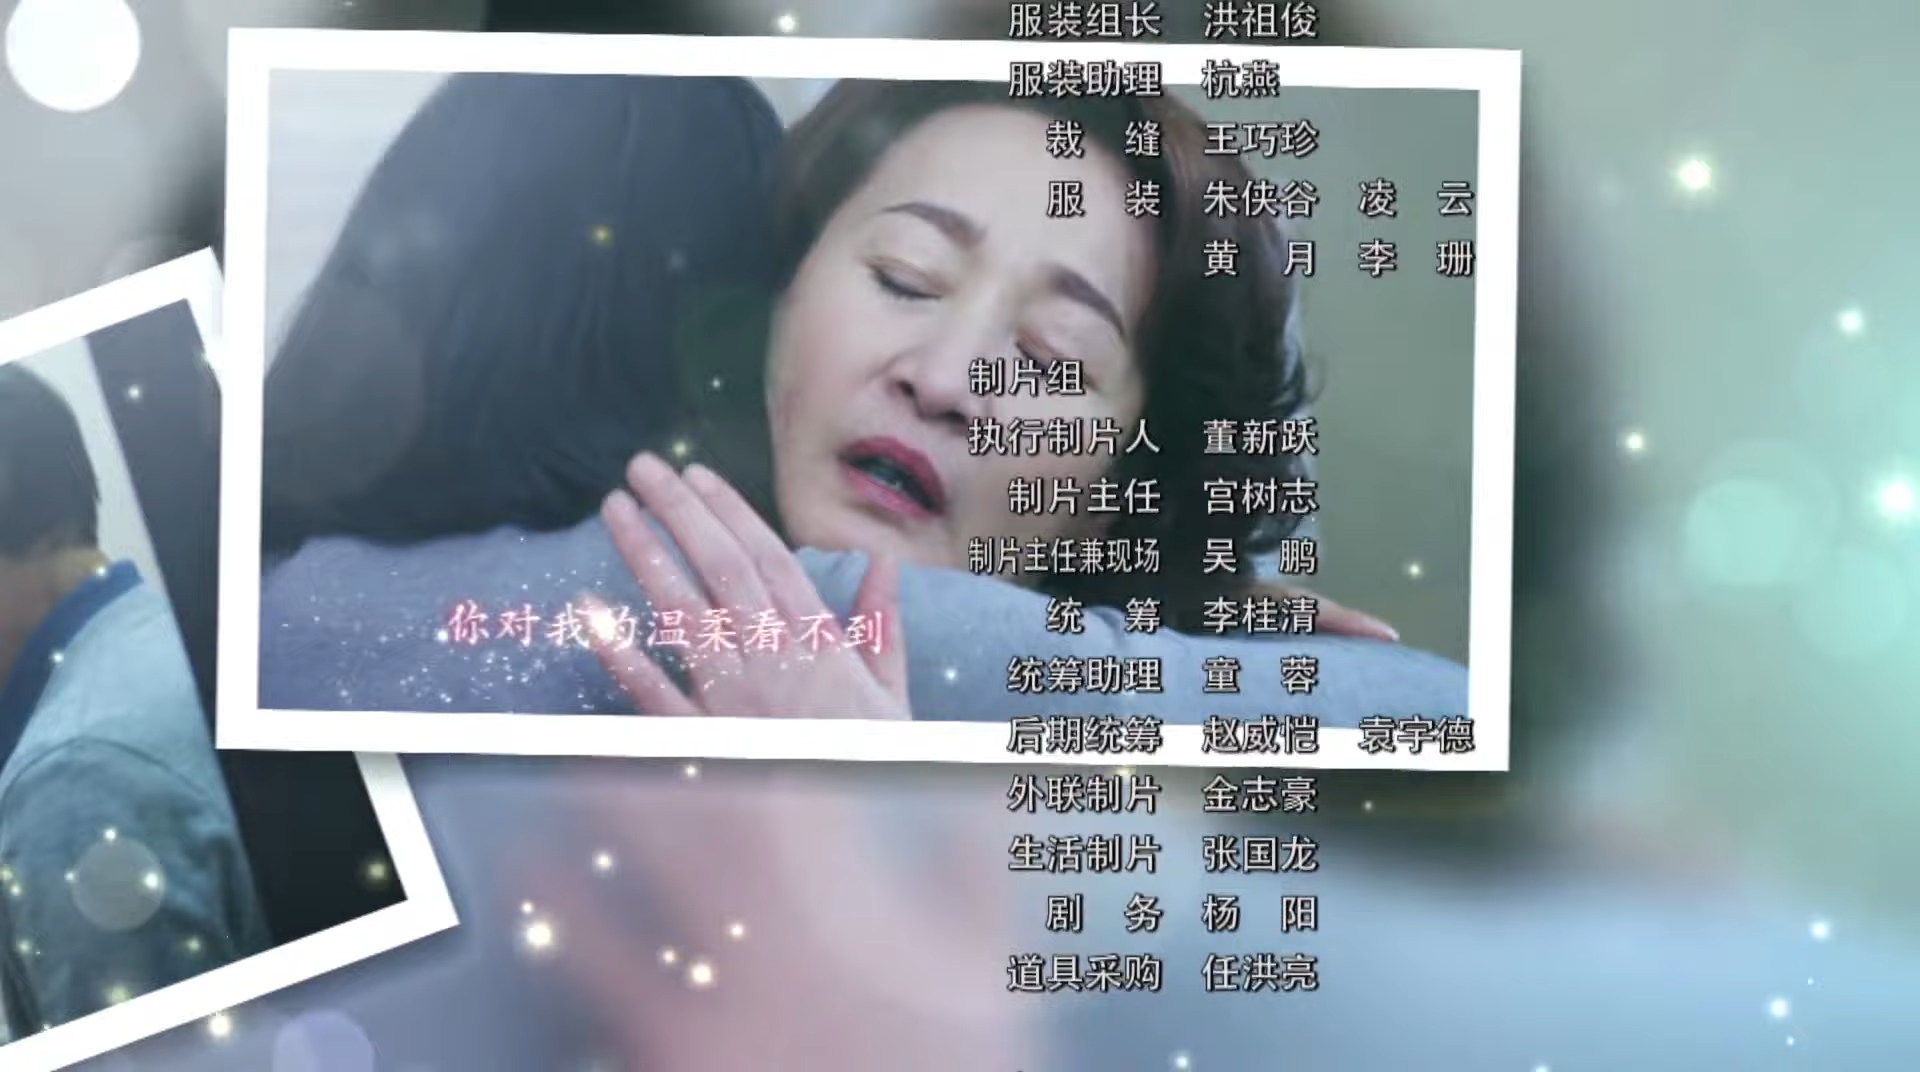 服装组长 洪祖俊
服装助理 杭燕
裁 缝 王巧珍
服 装 朱侠谷 凌 云
黄 月 李 珊
制片组
执行制片人 董新跃
制片主任 宫树志
制片主任兼现场 吴 鹏
统 筹 李桂清
统筹助理 童 蓉
后期统筹 赵威恺 袁宇德
外联制片 金志豪
生活制片 张国龙
剧 务 杨 阳
道具采购 任洪亮
你对我的温柔看不到